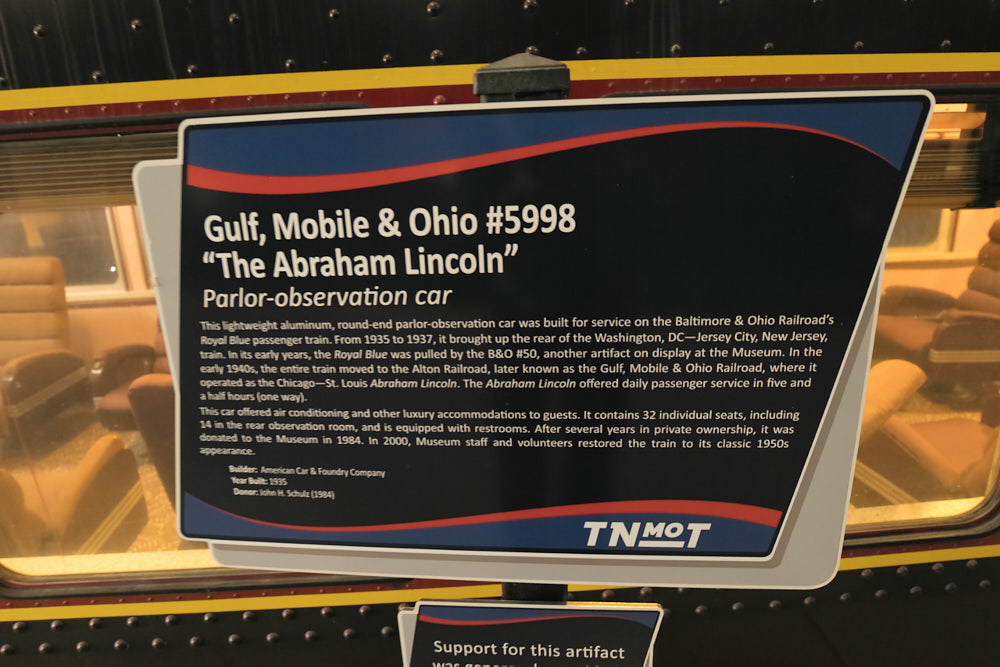 Gulf, Mobile & Ohio #5998
“The Abraham Lincoln”
Parlor-observation car
This lightweight aluminum, round-end parlor-observation car was built for service on the Baltimore & Ohio Railroad’s
Royal Blue passenger train. From 1935 to 1937, it brought up the rear of the Washington, DC—Jersey City, New Jersey,
train. In its early years, the Royal Blue was pulled by the B&O #50, another artifact on display at the Museum. In the
early 1940s, the entire train moved to the Alton Railroad, later known as the Gulf, Mobile & Ohio Railroad, where it
operated as the Chicago—St. Louis Abraham Lincoln. The Abraham Lincoln offered daily passenger service in five and
a half hours (one way).
This car offered air conditioning and other luxury accommodations to guests. It contains 32 individual seats, including
14 in the rear observation room, and is equipped with restrooms. After several years in private ownership, it was
donated to the Museum in 1984. In 2000, Museum staff and volunteers restored the train to its classic 1950s
appearance.
Builder: American Car & Foundry Company
Year Built: 1935
Donor: John H. Schulz (1984)
TNMOT
Support for this artifact